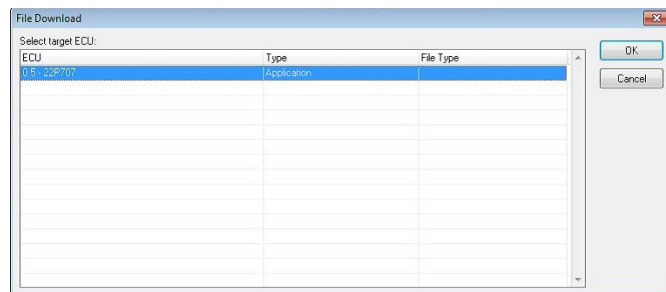 File Download
Select target ECU:
OK
ECU Type File Type
0.5 - 22P707 Application
Cancel